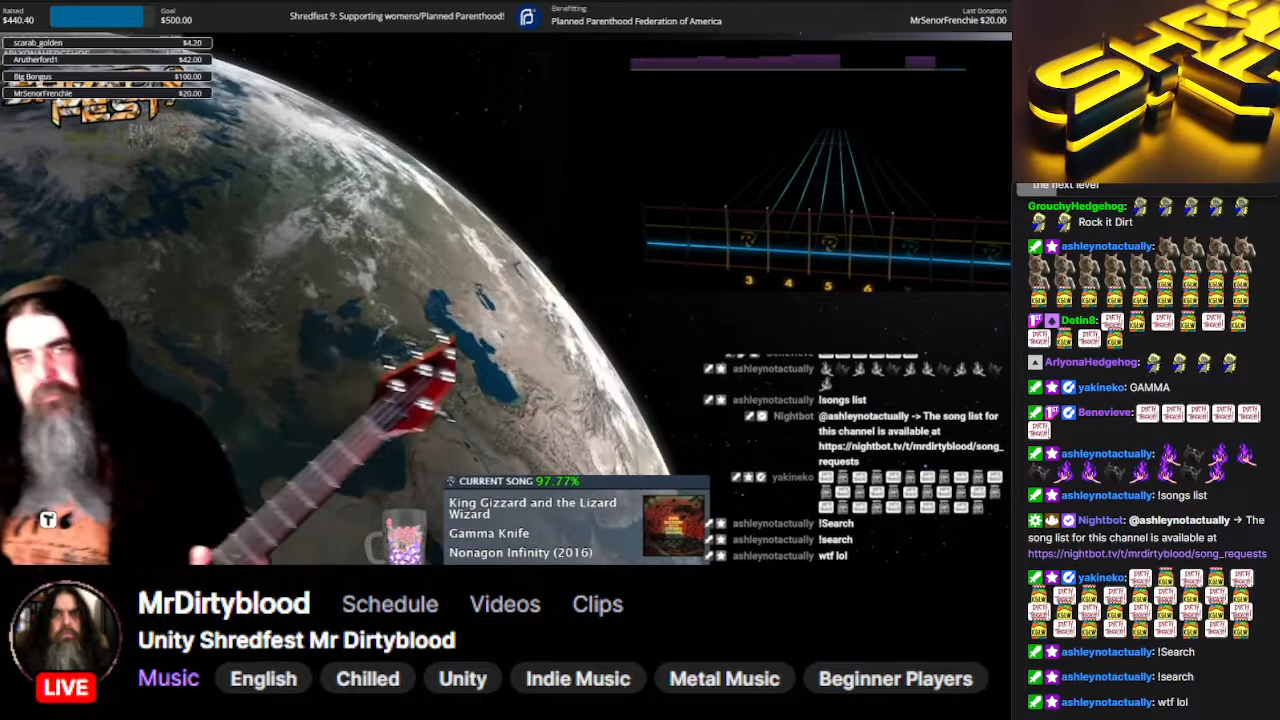 Raised
$440.40
Goal
$500.00
Shredfest 9: Supporting womens/Planned Parenthood!
Benefitting
Planned Parenthood Federation of America
Last Donation
MrSenorFrenchie $20.00
scarab_golden $4.20
Arutherford1 $42.00
Big Bongus $100.00
MrSenorFrenchie $20.00
FEST
3 4 5 6
ashleynotactually
ashleynotactually !songs list
Nightbot @ashleynotactually -> The song list for
this channel is available at
https://nightbot.tv/t/mrdirtyblood/song_
requests
yakineko
ashleynotactually !Search
ashleynotactually !search
ashleynotactually wtf lol
CURRENT SONG 97.77%
King Gizzard and the Lizard
Wizard
Gamma Knife
Nonagon Infinity (2016)
MrDirtyblood Schedule Videos Clips
Unity Shredfest Mr Dirtyblood
LIVE
Music English Chilled Unity Indie Music Metal Music Beginner Players
the next level
GrouchyHedgehog:
Rock it Dirt
ashleynotactually:
Detin8:
ArlyonaHedgehog:
yakineko: GAMMA
Benevieve:
ashleynotactually:
ashleynotactually: !songs list
Nightbot: @ashleynotactually → The
song list for this channel is available at
https://nightbot.tv/t/mrdirtyblood/song_requests
yakineko:
ashleynotactually: !Search
ashleynotactually: !search
ashleynotactually: wtf lol